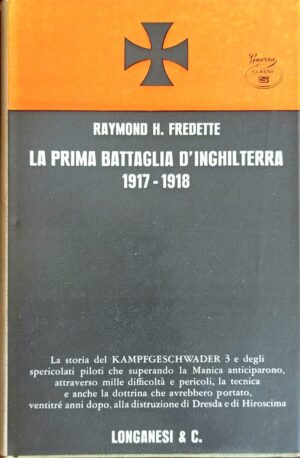 Guerra
CLASSE
RAYMOND H. FREDETTE
LA PRIMA BATTAGLIA D'INGHILTERRA
1917-1918
La storia del KAMPFGESCHWADER 3 e degli
spericolati piloti che superando la Manica anticiparono,
attraverso mille difficoltà e pericoli, la tecnica
e anche la dottrina che avrebbero portato,
ventitré anni dopo, alla distruzione di Dresda e di Hiroscima
LONGANESI & C.